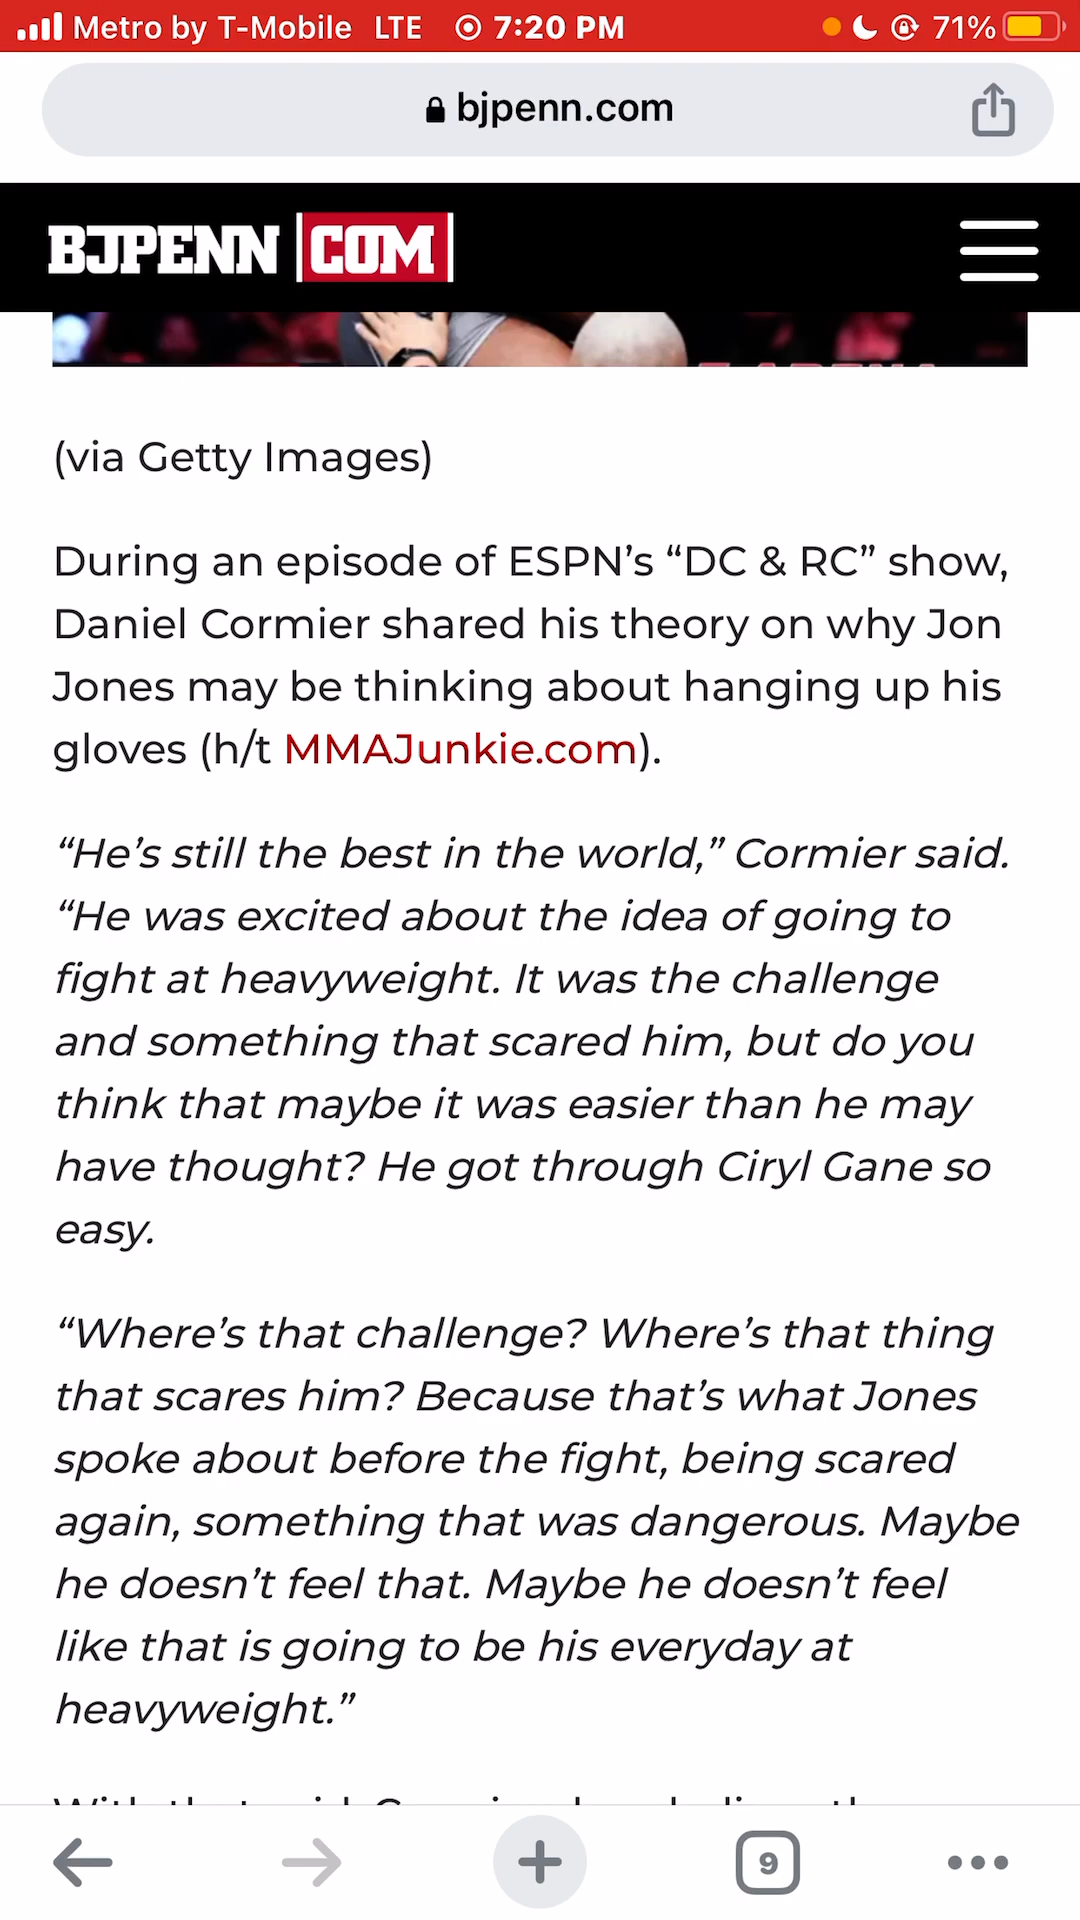 Metro by T-Mobile LTE 7:20 PM 71%
bjpenn.com
BJPENN COM
(via Getty Images)
During an episode of ESPN’s “DC & RC” show,
Daniel Cormier shared his theory on why Jon
Jones may be thinking about hanging up his
gloves (h/t MMAJunkie.com).
“He’s still the best in the world,” Cormier said.
“He was excited about the idea of going to
fight at heavyweight. It was the challenge
and something that scared him, but do you
think that maybe it was easier than he may
have thought? He got through Ciryl Gane so
easy.
“Where’s that challenge? Where’s that thing
that scares him? Because that’s what Jones
spoke about before the fight, being scared
again, something that was dangerous. Maybe
he doesn’t feel that. Maybe he doesn’t feel
like that is going to be his everyday at
heavyweight.”
9